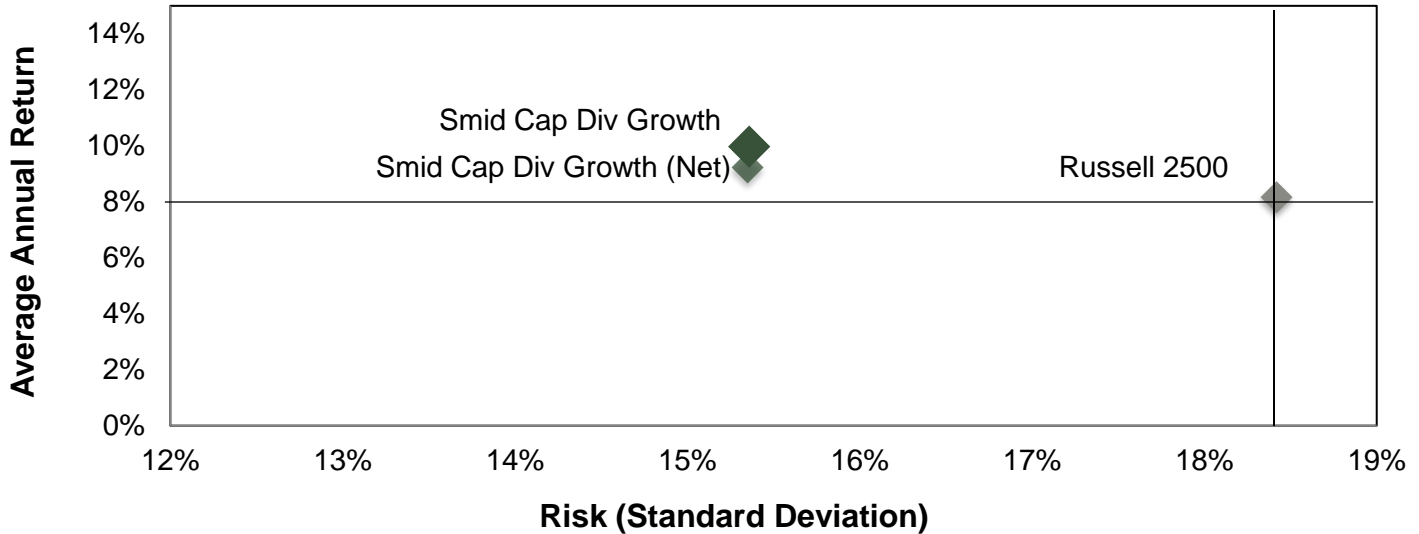 Average Annual Return
14%
12%
10%
8%
6%
4%
2%
0%
Smid Cap Div Growth
Smid Cap Div Growth (Net)
Russell 2500
12% 13% 14% 15% 16% 17% 18% 19%
Risk (Standard Deviation)